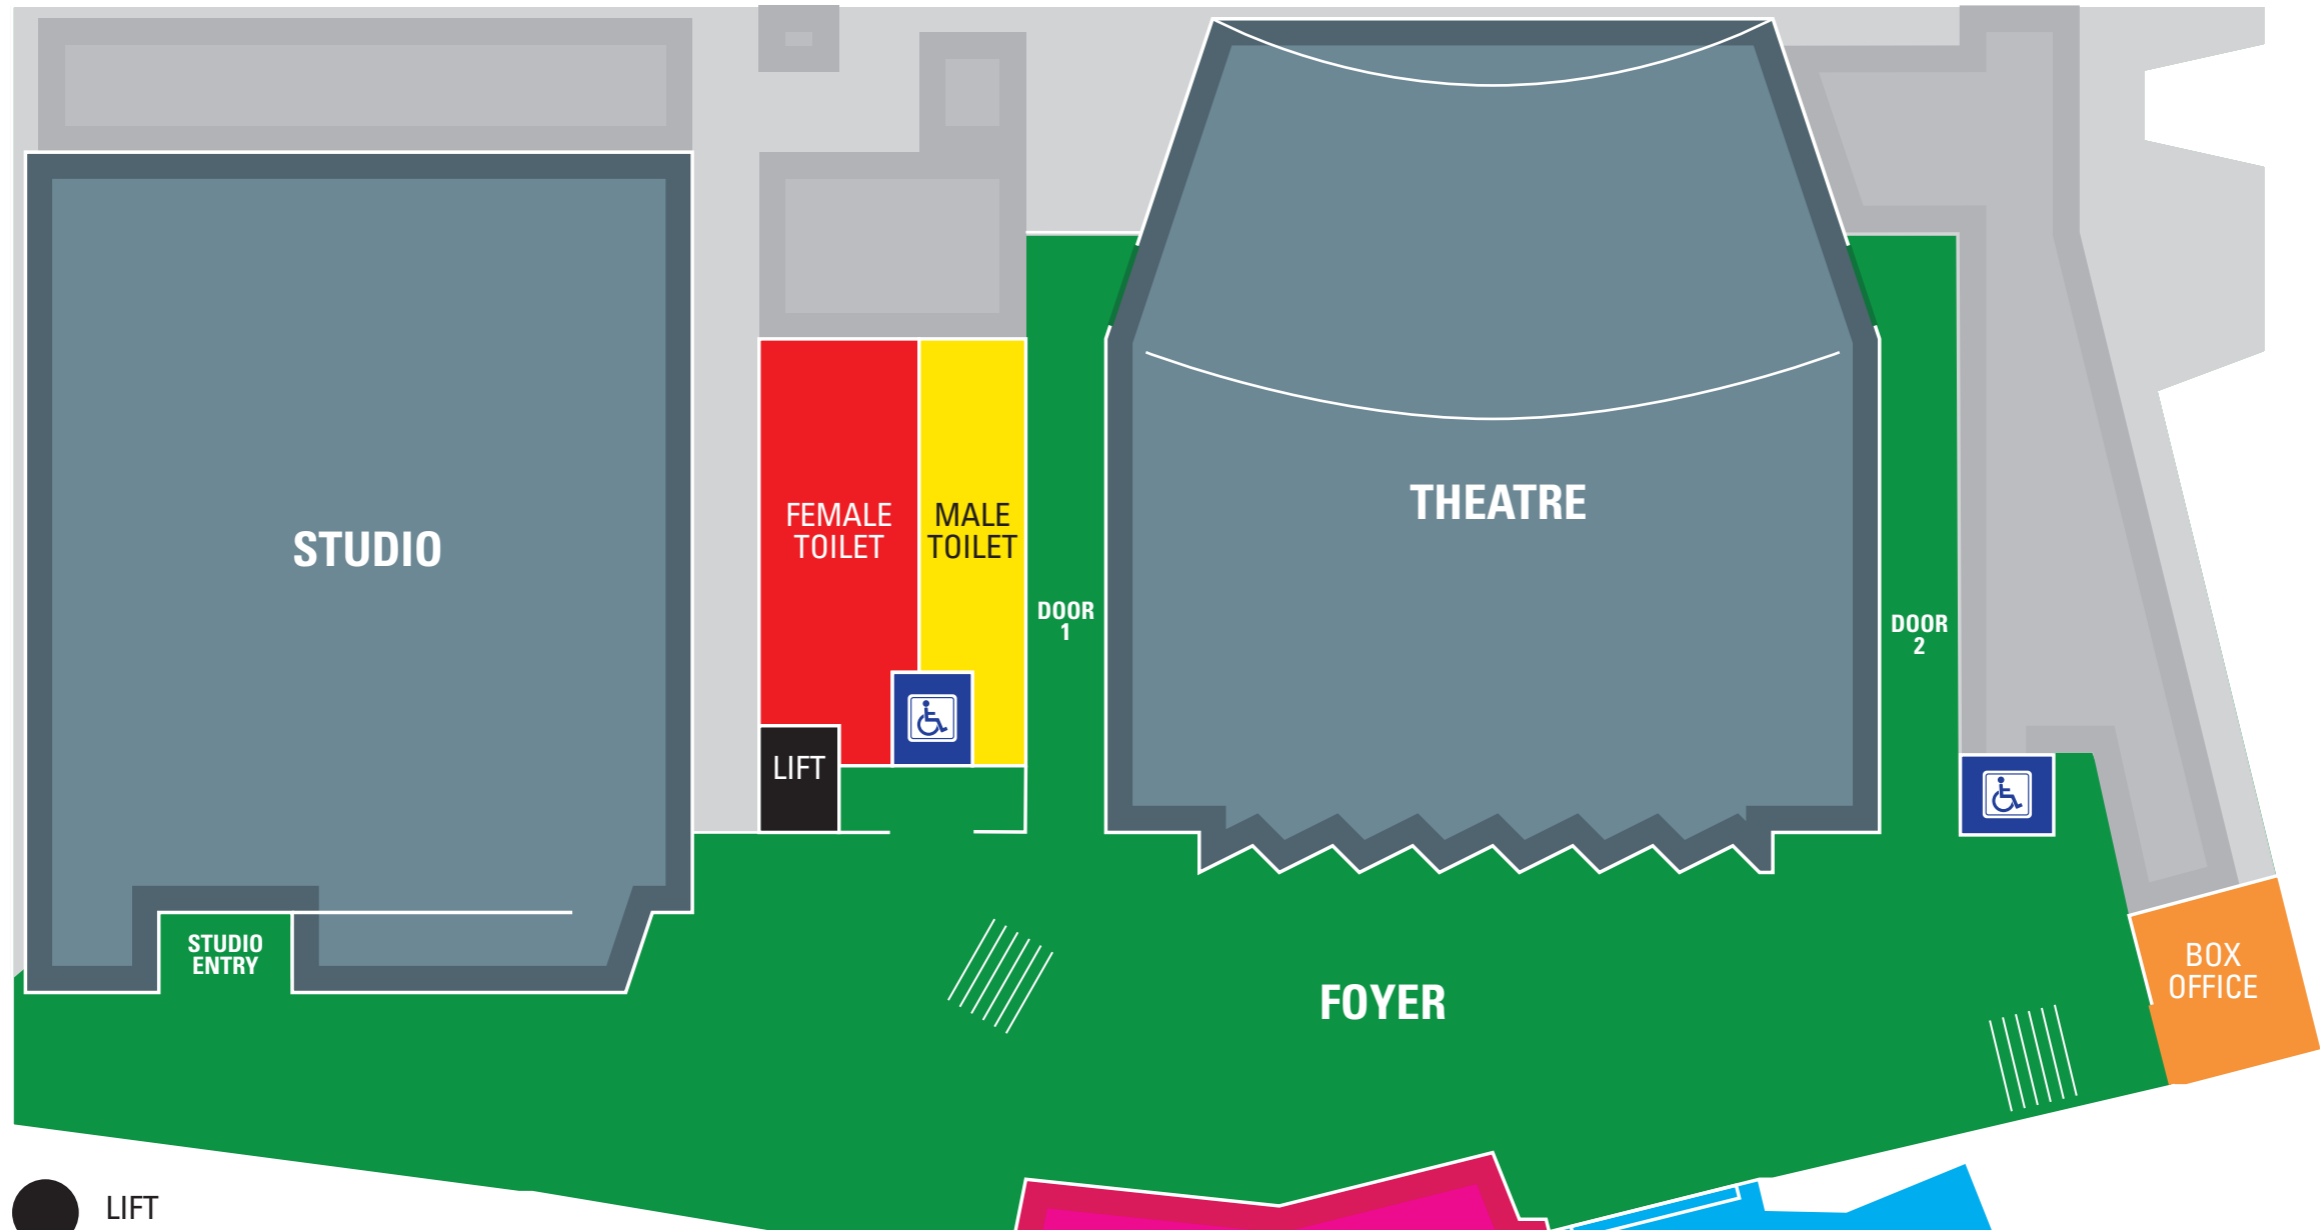 FEMALE
TOILET
MALE
TOILET
THEATRE
STUDIO
DOOR
1
DOOR
2
LIFT
STUDIO
ENTRY
FOYER
BOX
OFFICE
LIFT